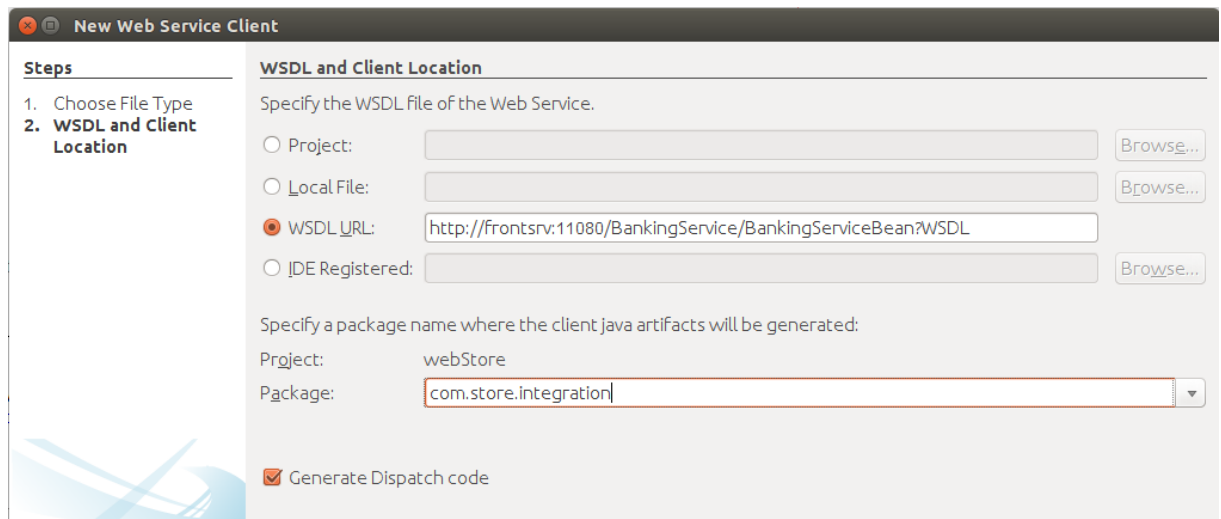 New Web Service Client
Steps
1. Choose File Type
2. WSDL and Client
Location
WSDL and Client Location
Specify the WSDL file of the Web Service.
Project: Browse...
Local File: Browse...
WSDL URL: http://frontsrv:11080/BankingService/BankingServiceBean?WSDL
IDE Registered: Browse...
Specify a package name where the client java artifacts will be generated:
Project: webStore
Package: com.store.integration
Generate Dispatch code